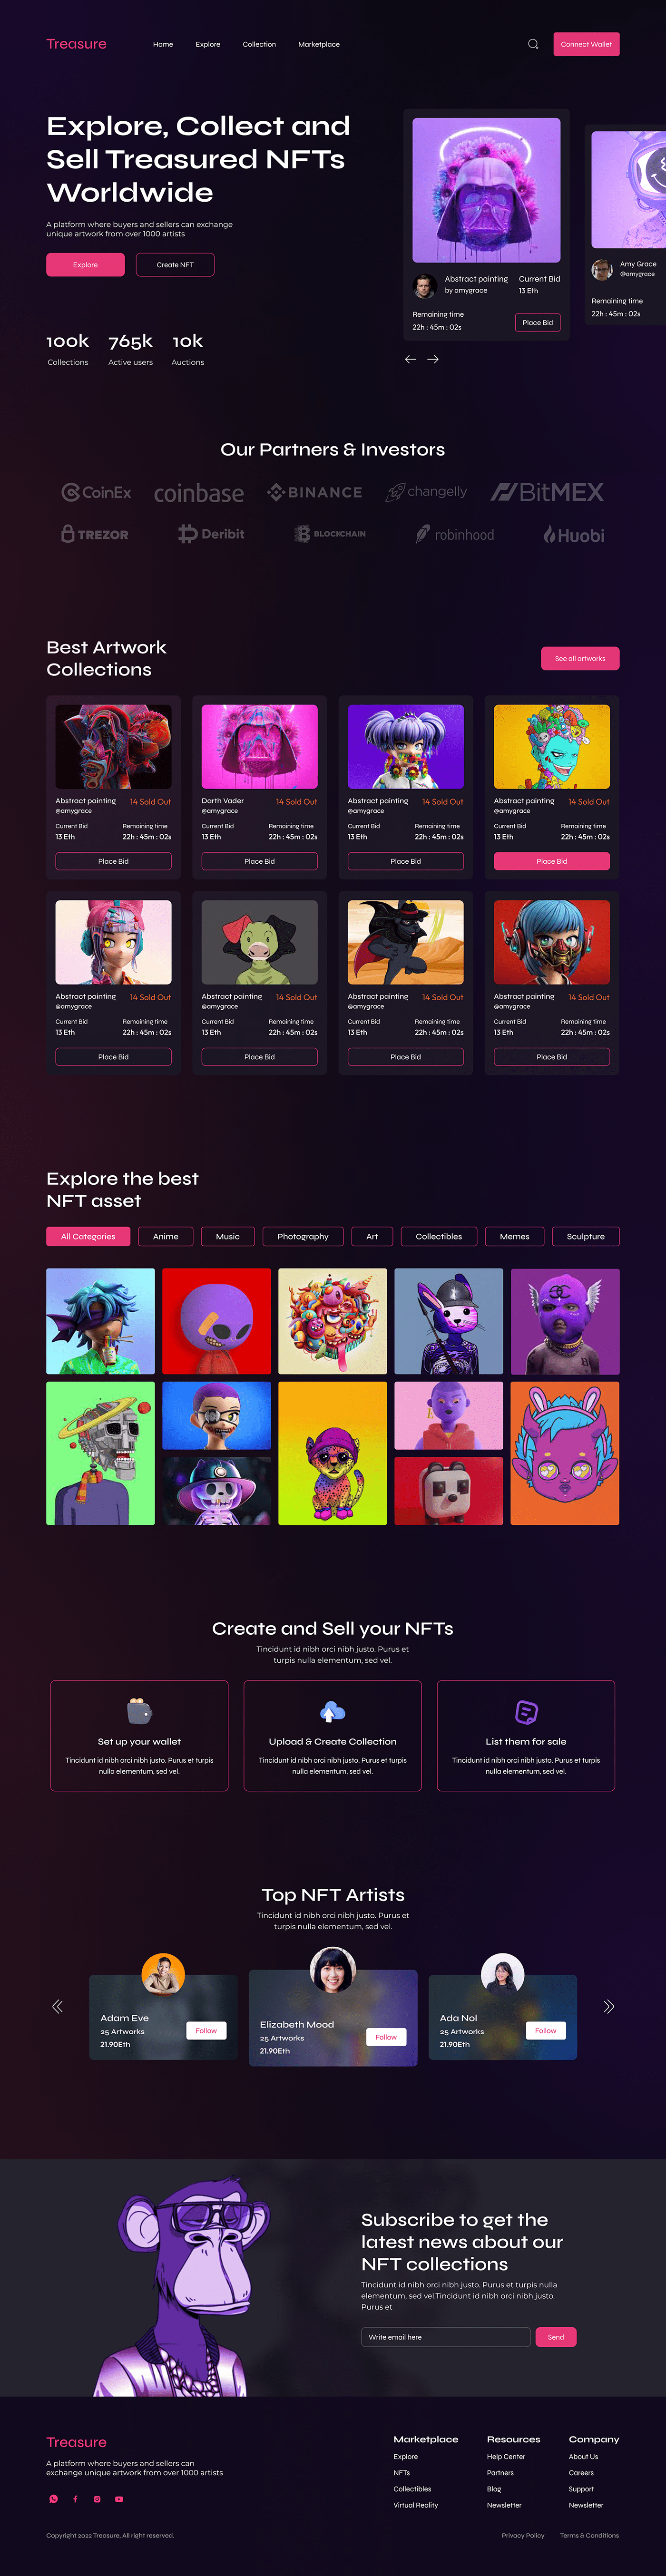 Treasure
Home
Explore
Collection
Marketplace
Connect Wallet
Explore, Collect and
Sell Treasured NFTs
Worldwide
A platform where buyers and sellers can exchange
unique artwork from over 1000 artists
Explore
Create NFT
100k
765k
10k
Collections
Active users
Auctions
Abstract painting
by amygrace
Current Bid
13 Eth
Remaining time
22h : 45m : 02s
Place Bid
Amy Grace
@amygrace
Remaining time
22h : 45m : 02s
Our Partners & Investors
CoinEx
coinbase
BINANCE
changelly
BitMEX
TREZOR
Deribit
BLOCKCHAIN
robinhood
Huobi
Best Artwork
Collections
See all artworks
Abstract painting
14 Sold Out
@amygrace
Current Bid
Remaining time
13 Eth
22h : 45m : 02s
Place Bid
Darth Vader
14 Sold Out
@amygrace
Current Bid
Remaining time
13 Eth
22h : 45m : 02s
Place Bid
Abstract painting
14 Sold Out
@amygrace
Current Bid
Remaining time
13 Eth
22h : 45m : 02s
Place Bid
Abstract painting
14 Sold Out
@amygrace
Current Bid
Remaining time
13 Eth
22h : 45m : 02s
Place Bid
Abstract painting
14 Sold Out
@amygrace
Current Bid
Remaining time
13 Eth
22h : 45m : 02s
Place Bid
Abstract painting
14 Sold Out
@amygrace
Current Bid
Remaining time
13 Eth
22h : 45m : 02s
Place Bid
Abstract painting
14 Sold Out
@amygrace
Current Bid
Remaining time
13 Eth
22h : 45m : 02s
Place Bid
Abstract painting
14 Sold Out
@amygrace
Current Bid
Remaining time
13 Eth
22h : 45m : 02s
Place Bid
Explore the best
NFT asset
All Categories
Anime
Music
Photography
Art
Collectibles
Memes
Sculpture
Create and Sell your NFTs
Tincidunt id nibh orci nibh justo. Purus et
turpis nulla elementum, sed vel.
Set up your wallet
Tincidunt id nibh orci nibh justo. Purus et turpis
nulla elementum, sed vel.
Upload & Create Collection
Tincidunt id nibh orci nibh justo. Purus et turpis
nulla elementum, sed vel.
List them for sale
Tincidunt id nibh orci nibh justo. Purus et turpis
nulla elementum, sed vel.
Top NFT Artists
Tincidunt id nibh orci nibh justo. Purus et
turpis nulla elementum, sed vel.
Adam Eve
25 Artworks
21.90Eth
Follow
Elizabeth Mood
25 Artworks
21.90Eth
Follow
Ada Nol
25 Artworks
21.90Eth
Follow
Subscribe to get the
latest news about our
NFT collections
Tincidunt id nibh orci nibh justo. Purus et turpis nulla
elementum, sed vel.Tincidunt id nibh orci nibh justo.
Purus et
Write email here
Send
Treasure
A platform where buyers and sellers can
exchange unique artwork from over 1000 artists
Marketplace
Explore
NFTs
Collectibles
Virtual Reality
Resources
Help Center
Partners
Blog
Newsletter
Company
About Us
Careers
Support
Newsletter
Copyright 2022 Treasure, All right reserved,
Privacy Policy
Terms & Conditions